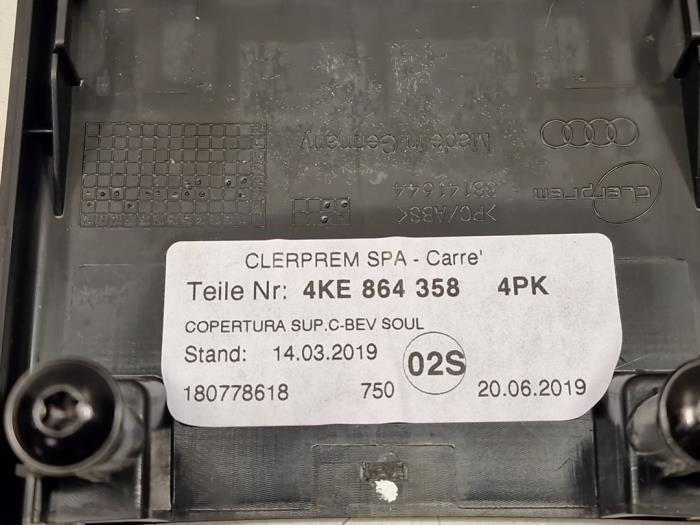 Made in Germany
>PC/ABS<
clerprem
CLERPREM SPA - Carre'
Teile Nr: 4KE 864 358 4PK
COPERTURA SUP.C-BEV SOUL
Stand: 14.03.2019 02S
180778618 750 20.06.2019